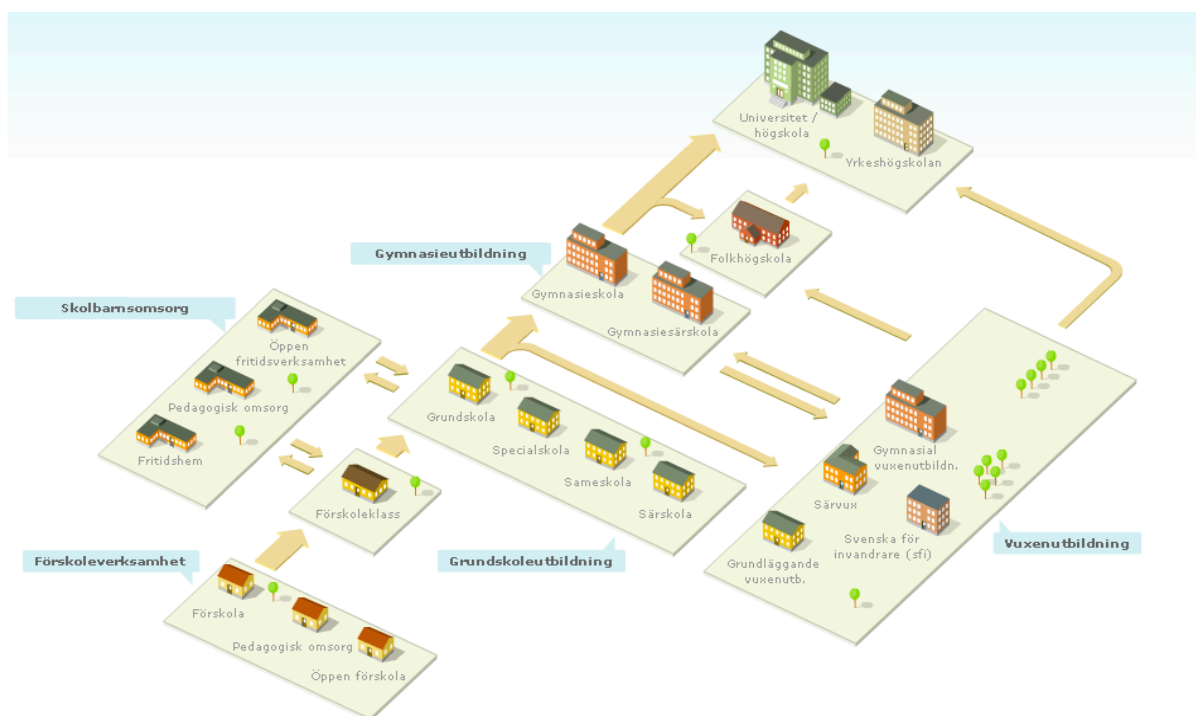 Universitet /
högskola
Yrkeshögskolan
Folkhögskola
Gymnasieutbildning
Gymnasieskola
Gymnasiesärskola
Skolbarnsomsorg
Öppen
fritidsverksamhet
Pedagogisk omsorg
Fritidshem
Grundskola
Specialskola
Sameskola
Särskola
Grundskoleutbildning
Förskoleklass
Förskoleverksamhet
Förskola
Pedagogisk omsorg
Öppen förskola
Gymnasial
vuxenutbildn.
Särvux
Svenska för
invandrare (sfi)
Grundläggande
vuxenutb.
Vuxenutbildning